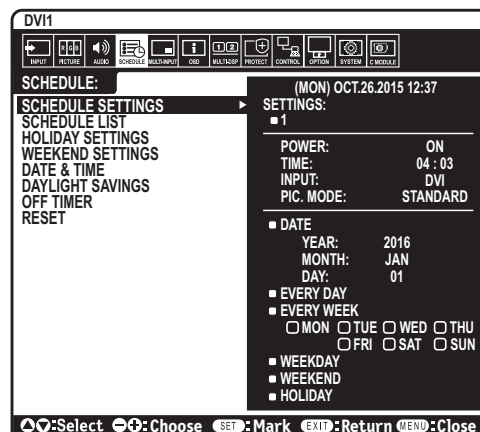 DVI1
R G B
1 2
INPUT PICTURE AUDIO SCHEDULE MULTI-INPUT OSD MULTI-DSP PROTECT CONTROL OPTION SYSTEM C MODULE
SCHEDULE:
SCHEDULE SETTINGS
SCHEDULE LIST
HOLIDAY SETTINGS
WEEKEND SETTINGS
DATE & TIME
DAYLIGHT SAVINGS
OFF TIMER
RESET
(MON) OCT.26.2015 12:37
SETTINGS:
1
POWER: ON
TIME: 04 : 03
INPUT: DVI
PIC. MODE: STANDARD
DATE
YEAR: 2016
MONTH: JAN
DAY: 01
EVERY DAY
EVERY WEEK
MON TUE WED THU
FRI SAT SUN
WEEKDAY
WEEKEND
HOLIDAY
:Select :Choose SET :Mark EXIT :Return MENU :Close